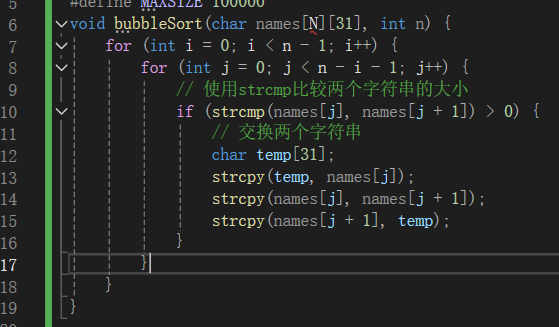 5 #define MAXSIZE 100000
6 void bubbleSort(char names[N][31], int n) {
7 for (int i = 0; i < n - 1; i++) {
8 for (int j = 0; j < n - i - 1; j++) {
9 // 使用strcmp比较两个字符串的大小
10 if (strcmp(names[j], names[j + 1]) > 0) {
11 // 交换两个字符串
12 char temp[31];
13 strcpy(temp, names[j]);
14 strcpy(names[j], names[j + 1]);
15 strcpy(names[j + 1], temp);
16 }
17 }
18 }
19 }